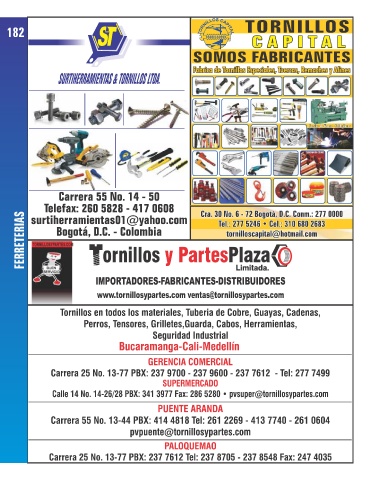 182
FERRETERIAS
ST
SURTIHERRAMIENTAS & TORNILLOS LTDA.
Carrera 55 No. 14 - 50
Telefax: 260 5828 - 417 0608
surtiherramientas01@yahoo.com
Bogotá, D.C. - Colombia
TORNILLOS CAPITAL
TORNILLOS
CAPITAL
SOMOS FABRICANTES
Fabrica de Tornillos Especiales, Tuercas, Remaches y Afines
Cra. 30 No. 6 - 72 Bogotá, D.C. Conm.: 277 0000
Tel.: 277 5246 • Cel.: 310 680 2683
tornilloscapital@hotmail.com
Tornillos y PartesPlaza
Limitada.
IMPORTADORES-FABRICANTES-DISTRIBUIDORES
www.tornillosypartes.com ventas@tornillosypartes.com
Tornillos en todos los materiales, Tuberia de Cobre, Guayas, Cadenas,
Perros, Tensores, Grilletes,Guarda, Cabos, Herramientas,
Seguridad Industrial
Bucaramanga-Cali-Medellín
GERENCIA COMERCIAL
Carrera 25 No. 13-77 PBX: 237 9700 - 237 9600 - 237 7612 - Tel: 277 7499
SUPERMERCADO
Calle 14 No. 14-26/28 PBX: 341 3977 Fax: 286 5280 • pvsuper@tornillosypartes.com
PUENTE ARANDA
Carrera 55 No. 13-44 PBX: 414 4818 Tel: 261 2269 - 413 7740 - 261 0604
pvpuente@tornillosypartes.com
PALOQUEMAO
Carrera 25 No. 13-77 PBX: 237 7612 Tel: 237 8705 - 237 8548 Fax: 247 4035